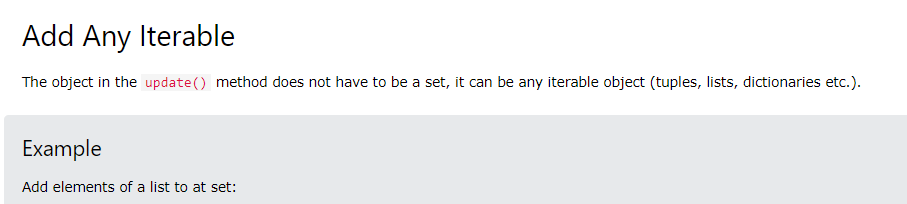 Add Any Iterable
The object in the update() method does not have to be a set, it can be any iterable object (tuples, lists, dictionaries etc.).
Example
Add elements of a list to at set: